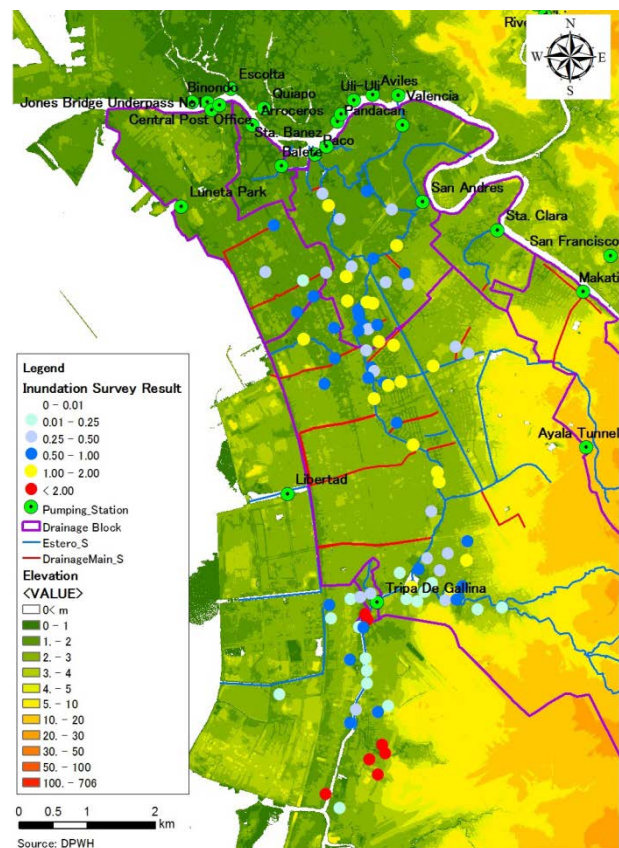 Rive
N
W E
S
Escolta
Binondo
Quiapo
Uli-Uli
Aviles
Valencia
Jones Bridge Underpass N
Arroceros
Pandacan
Central Post Office
Sta. Banez
Paco
Balete
Luneta Park
San Andres
Sta. Clara
San Francisco
Makati
Ayala Tunnel
Libertad
Tripa De Gallina
Legend
Inundation Survey Result
0 - 0.01
0.01 - 0.25
0.25 - 0.50
0.50 - 1.00
1.00 - 2.00
< 2.00
Pumping_Station
Drainage Block
Estero_S
DrainageMain_S
Elevation
<VALUE>
0< m
0 - 1
1. - 2
2. - 3
3. - 4
4. - 5
5. - 10
10. - 20
20. - 30
30. - 50
50. - 100
100. - 706
0 0.5 1 2
km
Source: DPWH